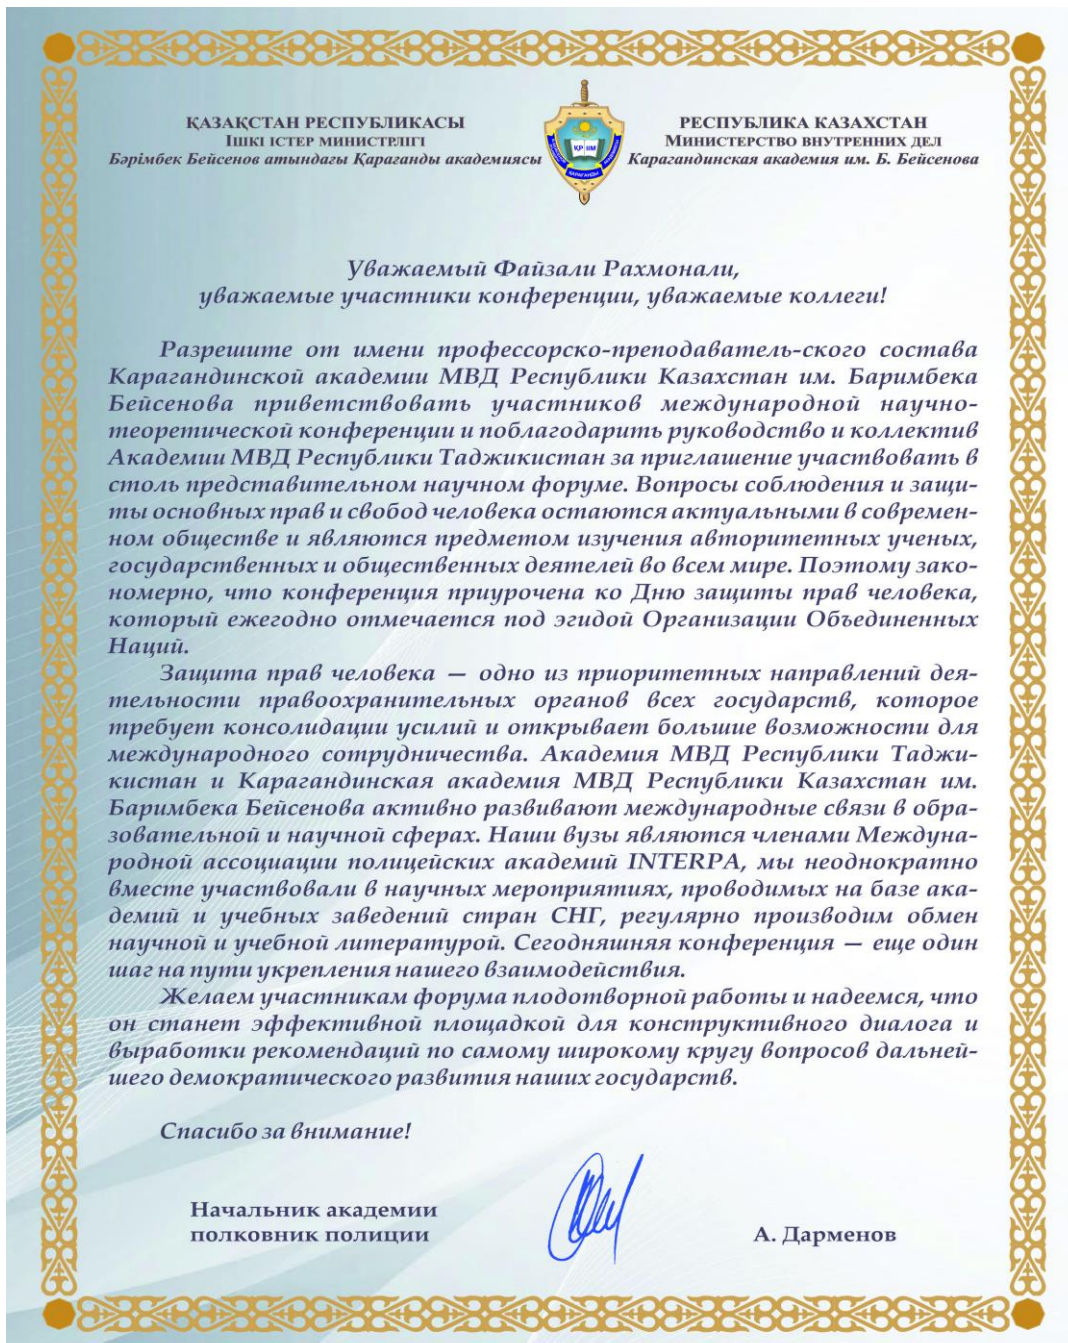 ҚАЗАҚСТАН РЕСПУБЛИКАСЫ
ІШКІ ІСТЕР МИНИСТРЛІГІ
Бәрімбек Бейсенов атындағы Қарағанды академиясы
РЕСПУБЛИКА КАЗАХСТАН
МИНИСТЕРСТВО ВНУТРЕННИХ ДЕЛ
Карагандинская академия им. Б. Бейсенова
ҚР ІІМ
Уважаемый Файзали Рахмонали,
уважаемые участники конференции, уважаемые коллеги!
Разрешите от имени профессорско-преподаватель-ского состава
Карагандинской академии МВД Республики Казахстан им. Баримбека
Бейсенова приветствовать участников международной научно-
теоретической конференции и поблагодарить руководство и коллектив
Академии МВД Республики Таджикистан за приглашение участвовать в
столь представительном научном форуме. Вопросы соблюдения и защи-
ты основных прав и свобод человека остаются актуальными в современ-
ном обществе и являются предметом изучения авторитетных ученых,
государственных и общественных деятелей во всем мире. Поэтому зако-
номерно, что конференция приурочена ко Дню защиты прав человека,
который ежегодно отмечается под эгидой Организации Объединенных
Наций.
Защита прав человека — одно из приоритетных направлений дея-
тельности правоохранительных органов всех государств, которое
требует консолидации усилий и открывает большие возможности для
международного сотрудничества. Академия МВД Республики Таджи-
кистан и Карагандинская академия МВД Республики Казахстан им.
Баримбека Бейсенова активно развивают международные связи в обра-
зовательной и научной сферах. Наши вузы являются членами Междуна-
родной ассоциации полицейских академий INTERPA, мы неоднократно
вместе участвовали в научных мероприятиях, проводимых на базе ака-
демий и учебных заведений стран СНГ, регулярно производим обмен
научной и учебной литературой. Сегодняшняя конференция — еще один
шаг на пути укрепления нашего взаимодействия.
Желаем участникам форума плодотворной работы и надеемся, что
он станет эффективной площадкой для конструктивного диалога и
выработки рекомендаций по самому широкому кругу вопросов дальней-
шего демократического развития наших государств.
Спасибо за внимание!
Начальник академии
полковник полиции
А. Дарменов